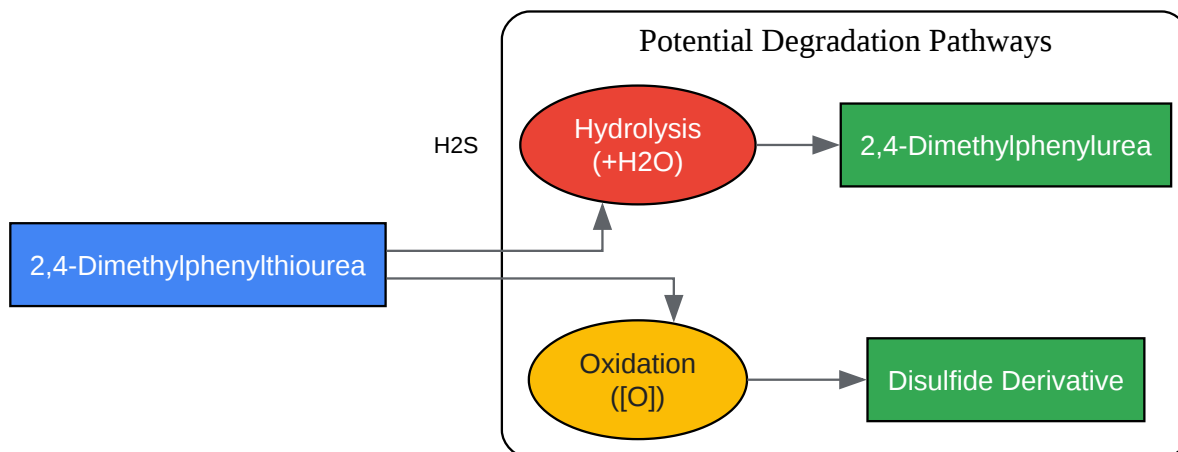 Potential Degradation Pathways
H2S
Hydrolysis
(+H2O)
2,4-Dimethylphenylurea
2,4-Dimethylphenylthiourea
Oxidation
([O])
Disulfide Derivative